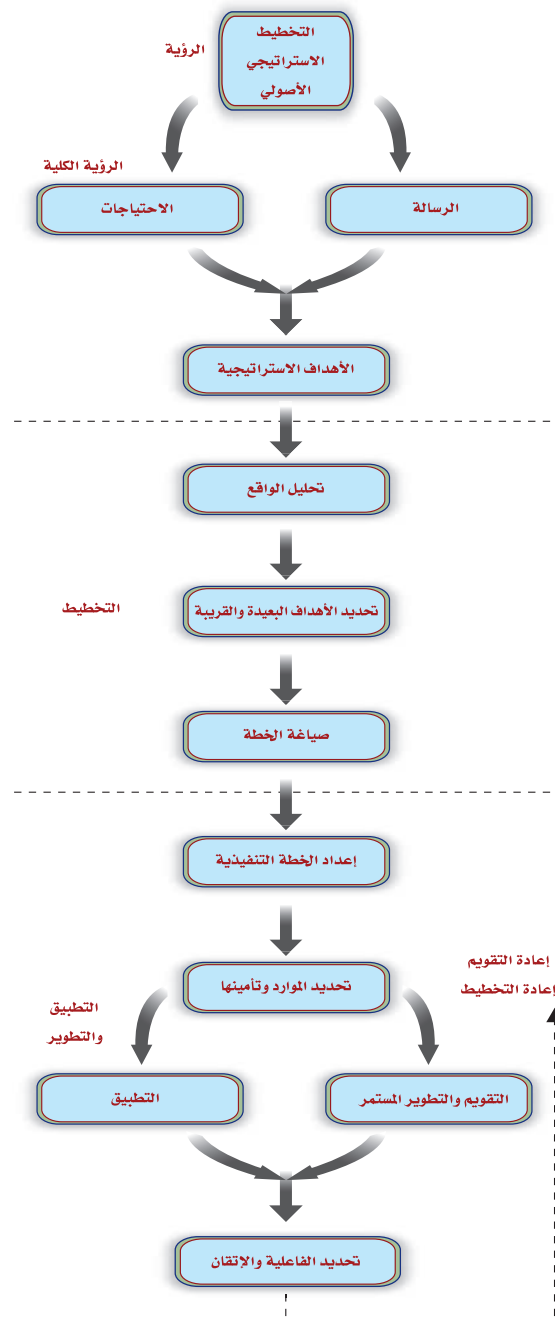 التخطيط
الاستراتيجي
الأصولي
الرؤية
الرؤية الكلية
الرسالة
الاحتياجات
الأهداف الاستراتيجية
تحليل الواقع
تحديد الأهداف البعيدة والقريبة
التخطيط
صياغة الخطة
إعداد الخطة التنفيذية
تحديد الموارد وتأمينها
إعادة التقويم
إعادة التخطيط
التطبيق
والتطوير
التقويم والتطوير المستمر
التطبيق
تحديد الفاعلية والإتقان